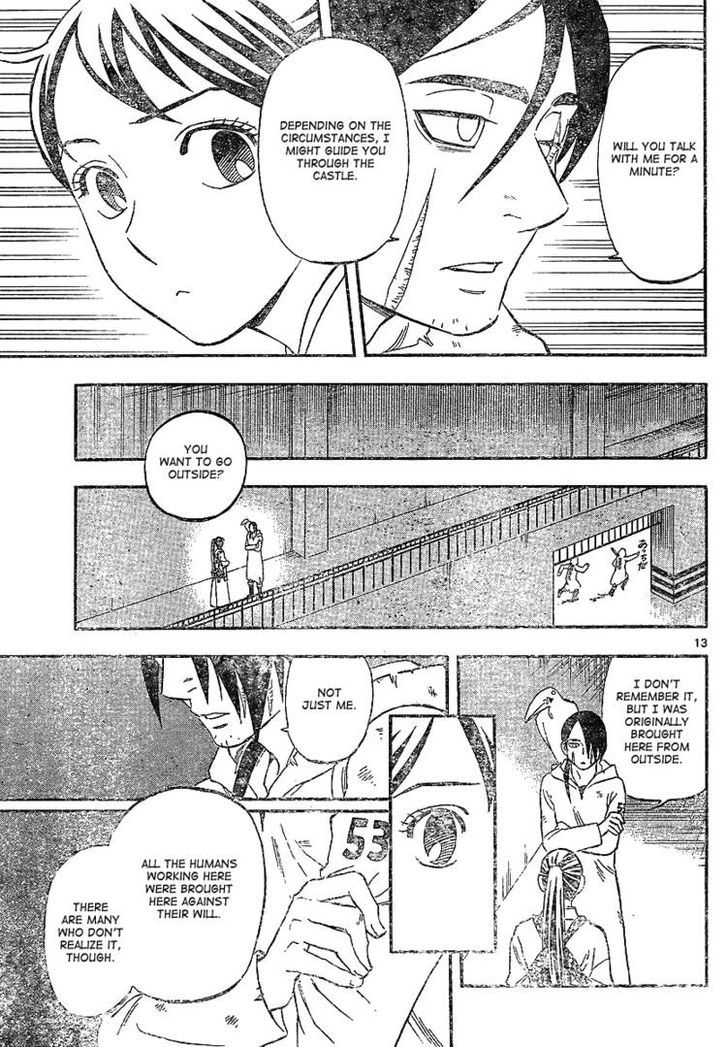 WILL YOU TALK
WITH ME FOR A
MINUTE?
DEPENDING ON THE
CIRCUMSTANCES, I
MIGHT GUIDE YOU
THROUGH THE
CASTLE.
YOU
WANT TO GO
OUTSIDE?
13
I DON'T
REMEMBER IT,
BUT I WAS
ORIGINALLY
BROUGHT
HERE FROM
OUTSIDE.
53
NOT
JUST ME.
53
ALL THE HUMANS
WORKING HERE
WERE BROUGHT
HERE AGAINST
THEIR WILL.
THERE
ARE MANY
WHO DON'T
REALIZE IT,
THOUGH.